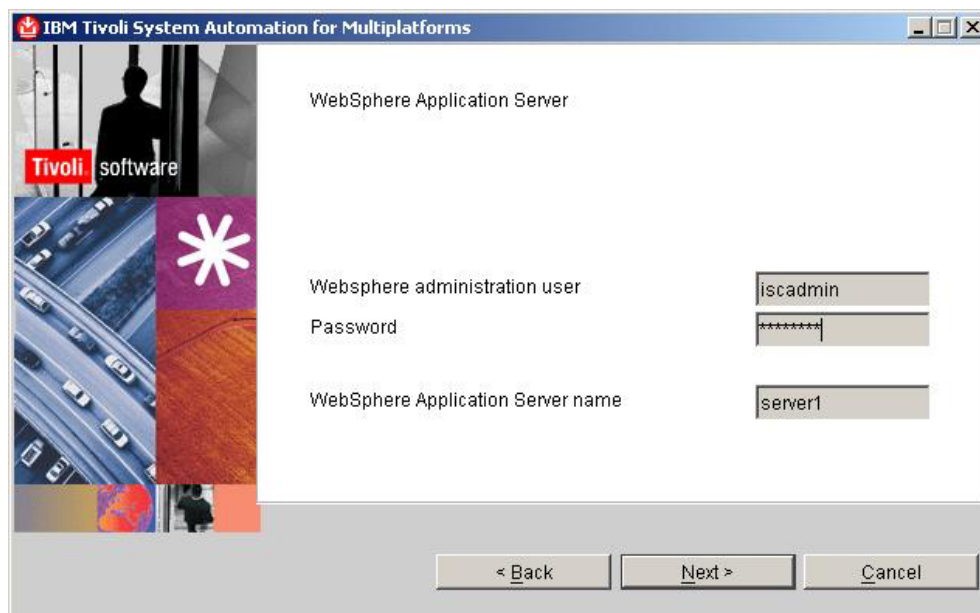 IBM Tivoli System Automation for Multiplatforms
Tivoli. software
WebSphere Application Server
Websphere administration user
iscadmin
Password
********
WebSphere Application Server name
server1
< Back
Next >
Cancel